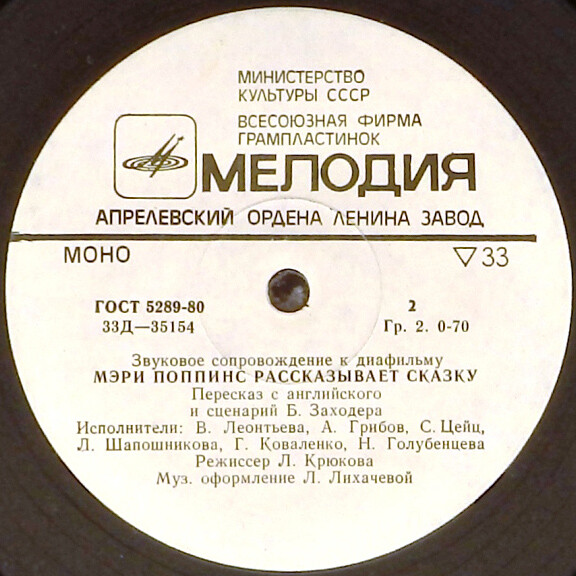 МИНИСТЕРСТВО
КУЛЬТУРЫ СССР
ВСЕСОЮЗНАЯ ФИРМА
ГРАМПЛАСТИНОК
МЕЛОДИЯ
АПРЕЛЕВСКИЙ ОРДЕНА ЛЕНИНА ЗАВОД
МОНО ▽33
ГОСТ 5289-80 2
33Д—35154 Гр. 2. 0-70
Звуковое сопровождение к диафильму
МЭРИ ПОППИНС РАССКАЗЫВАЕТ СКАЗКУ
Пересказ с английского
и сценарий Б. Заходера
Исполнители: В. Леонтьева, А. Грибов, С. Цейц,
Л. Шапошникова, Г. Коваленко, Н. Голубенцева
Режиссер Л. Крюкова
Муз. оформление Л. Лихачевой